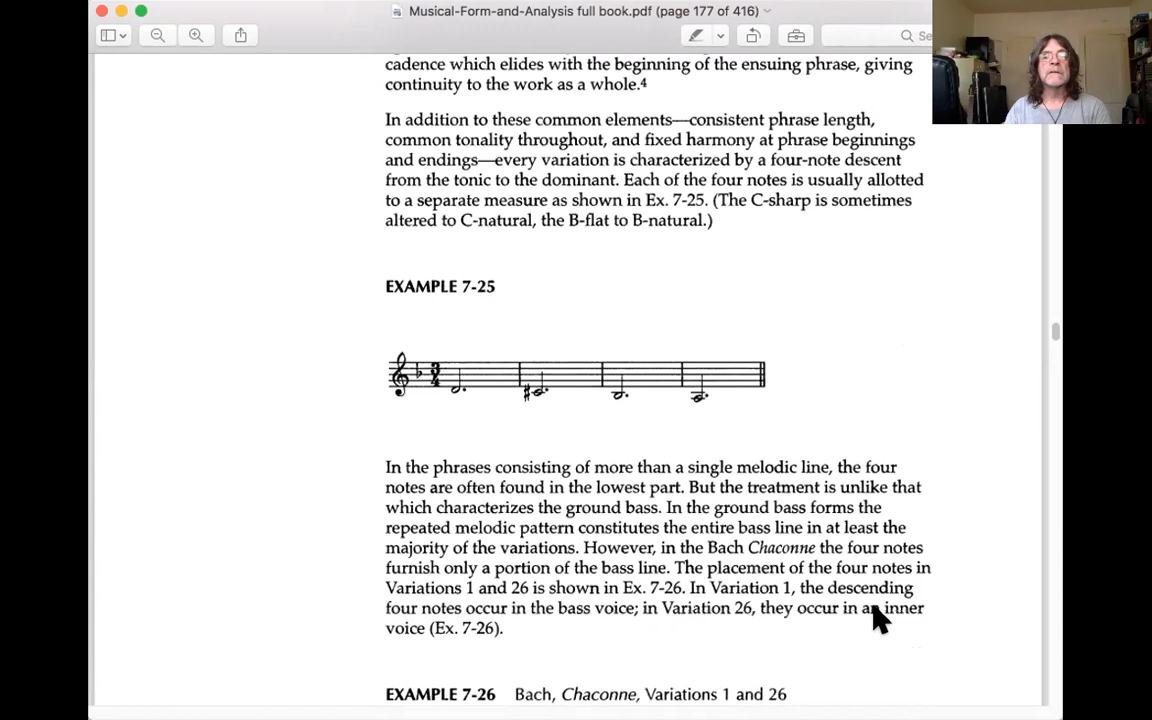 Musical-Form-and-Analysis full book.pdf (page 177 of 416)
Se
cadence which elides with the beginning of the ensuing phrase, giving
continuity to the work as a whole.4
In addition to these common elements—consistent phrase length,
common tonality throughout, and fixed harmony at phrase beginnings
and endings—every variation is characterized by a four-note descent
from the tonic to the dominant. Each of the four notes is usually allotted
to a separate measure as shown in Ex. 7-25. (The C-sharp is sometimes
altered to C-natural, the B-flat to B-natural.)
EXAMPLE 7-25
3
4
In the phrases consisting of more than a single melodic line, the four
notes are often found in the lowest part. But the treatment is unlike that
which characterizes the ground bass. In the ground bass forms the
repeated melodic pattern constitutes the entire bass line in at least the
majority of the variations. However, in the Bach Chaconne the four notes
furnish only a portion of the bass line. The placement of the four notes in
Variations 1 and 26 is shown in Ex. 7-26. In Variation 1, the descending
four notes occur in the bass voice; in Variation 26, they occur in an inner
voice (Ex. 7-26).
EXAMPLE 7-26 Bach, Chaconne, Variations 1 and 26